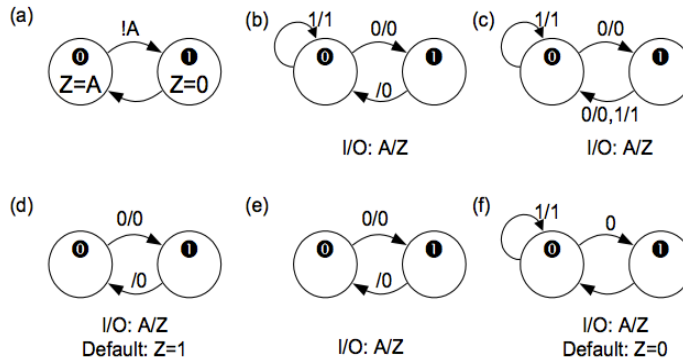 (a)
!A
0
Z=A
1
Z=0
(b)
1/1
0/0
0
1
/0
I/O: A/Z
(c)
1/1
0/0
0
1
0/0,1/1
I/O: A/Z
(d)
0/0
0
1
/0
I/O: A/Z
Default: Z=1
(e)
0/0
0
1
/0
I/O: A/Z
(f)
1/1
0
0
1
I/O: A/Z
Default: Z=0